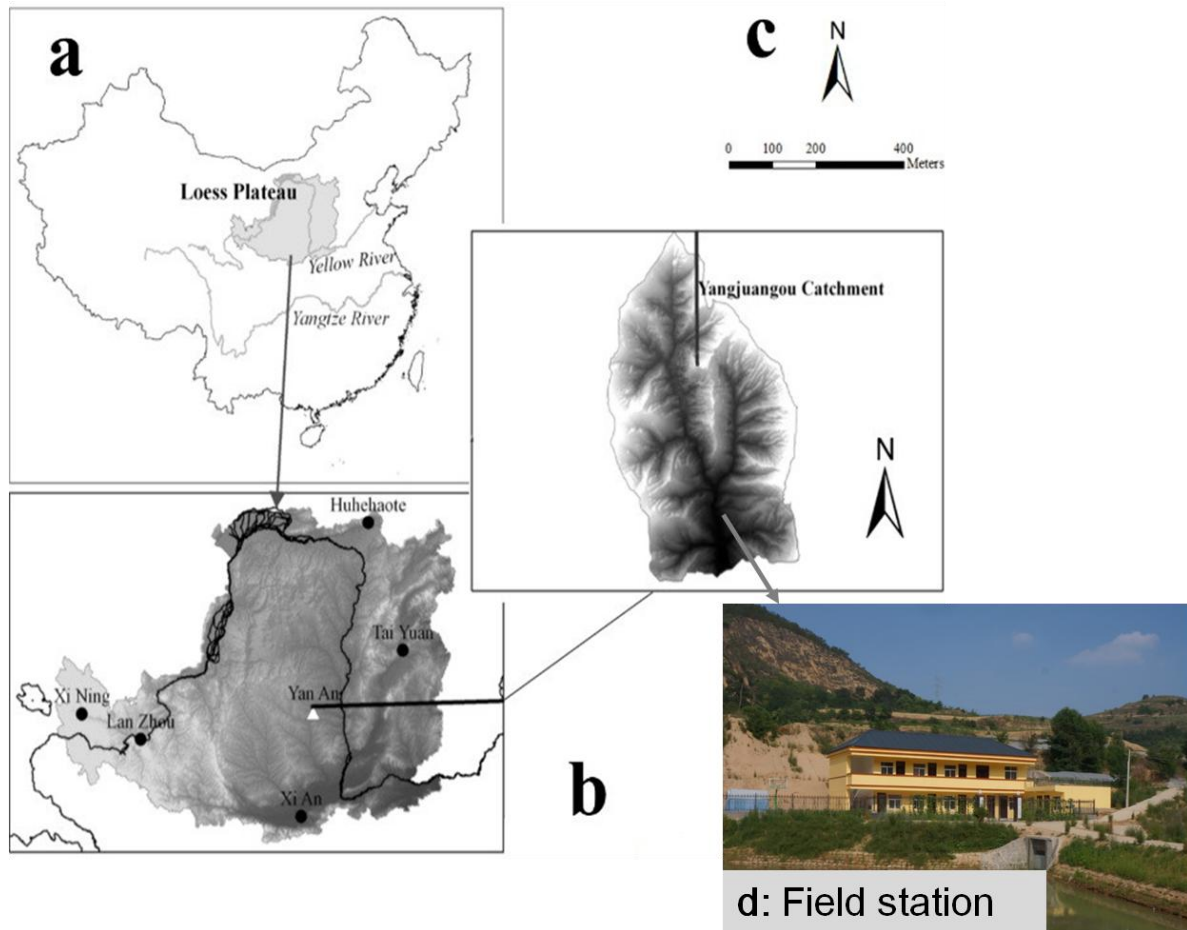 a
Loess Plateau
Yellow River
Yangtze River
c
N
0 100 200 400
Meters
Yangjuangou Catchment
N
Huhehaote
Tai Yuan
Yan An
Xi Ning
Lan Zhou
Xi An
b
d: Field station